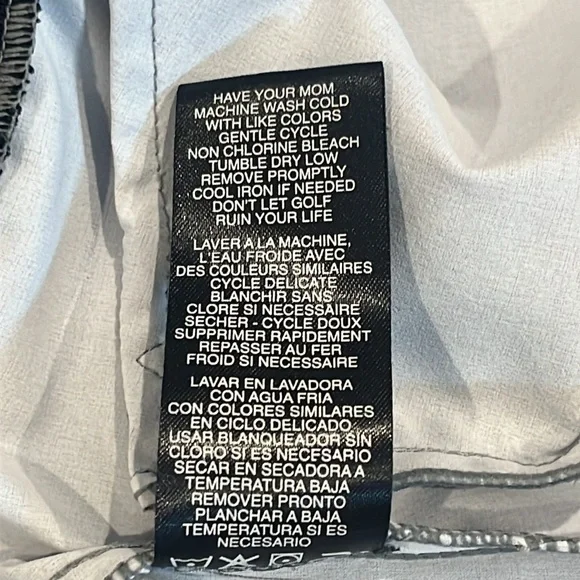 HAVE YOUR MOM
MACHINE WASH COLD
WITH LIKE COLORS
GENTLE CYCLE
NON CHLORINE BLEACH
TUMBLE DRY LOW
REMOVE PROMPTLY
COOL IRON IF NEEDED
DON'T LET GOLF
RUIN YOUR LIFE
LAVER A LA MACHINE,
L'EAU FROIDE AVEC
DES COULEURS SIMILAIRES
CYCLE DELICATE
BLANCHIR SANS
CLORE SI NECESSAIRE
SECHER - CYCLE DOUX
SUPPRIMER RAPIDEMENT
REPASSER AU FER
FROID SI NECESSAIRE
LAVAR EN LAVADORA
CON AGUA FRIA
CON COLORES SIMILARES
EN CICLO DELICADO
USAR BLANQUEADOR SIN
CLORO SI ES NECESARIO
SECAR EN SECADORA A
TEMPERATURA BAJA
REMOVER PRONTO
PLANCHAR A BAJA
TEMPERATURA SI ES
NECESARIO